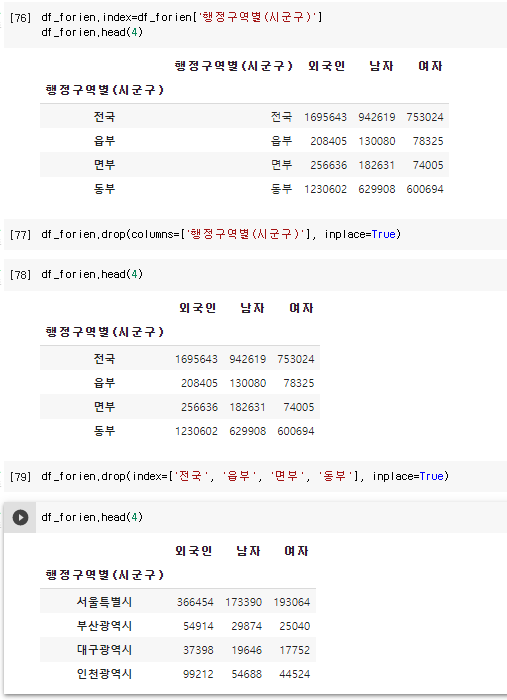 [76] df_forien.index=df_forien['행정구역별(시군구)']
df_forien.head(4)
행정구역별(시군구) 외국인 남자 여자
행정구역별(시군구)
전국 전국 1695643 942619 753024
읍부 읍부 208405 130080 78325
면부 면부 256636 182631 74005
동부 동부 1230602 629908 600694
[77] df_forien.drop(columns=['행정구역별(시군구)'], inplace=True)
[78] df_forien.head(4)
외국인 남자 여자
행정구역별(시군구)
전국 1695643 942619 753024
읍부 208405 130080 78325
면부 256636 182631 74005
동부 1230602 629908 600694
[79] df_forien.drop(index=['전국', '읍부', '면부', '동부'], inplace=True)
df_forien.head(4)
외국인 남자 여자
행정구역별(시군구)
서울특별시 366454 173390 193064
부산광역시 54914 29874 25040
대구광역시 37398 19646 17752
인천광역시 99212 54688 44524